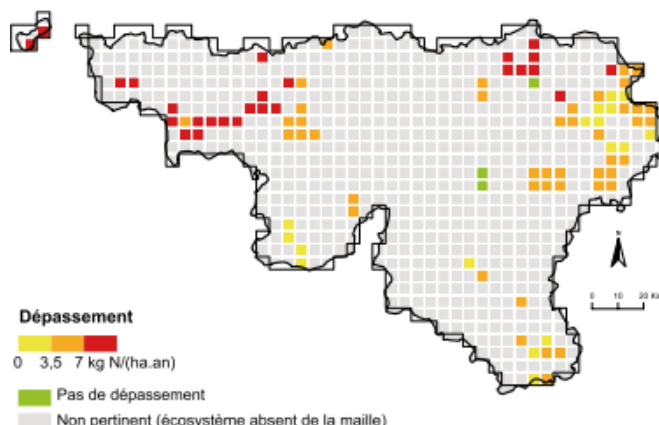 N
0 10 20 Km
Dépassement
0 3,5 7 kg N/(ha.an)
Pas de dépassement
Non pertinent (écosystème absent de la maille)